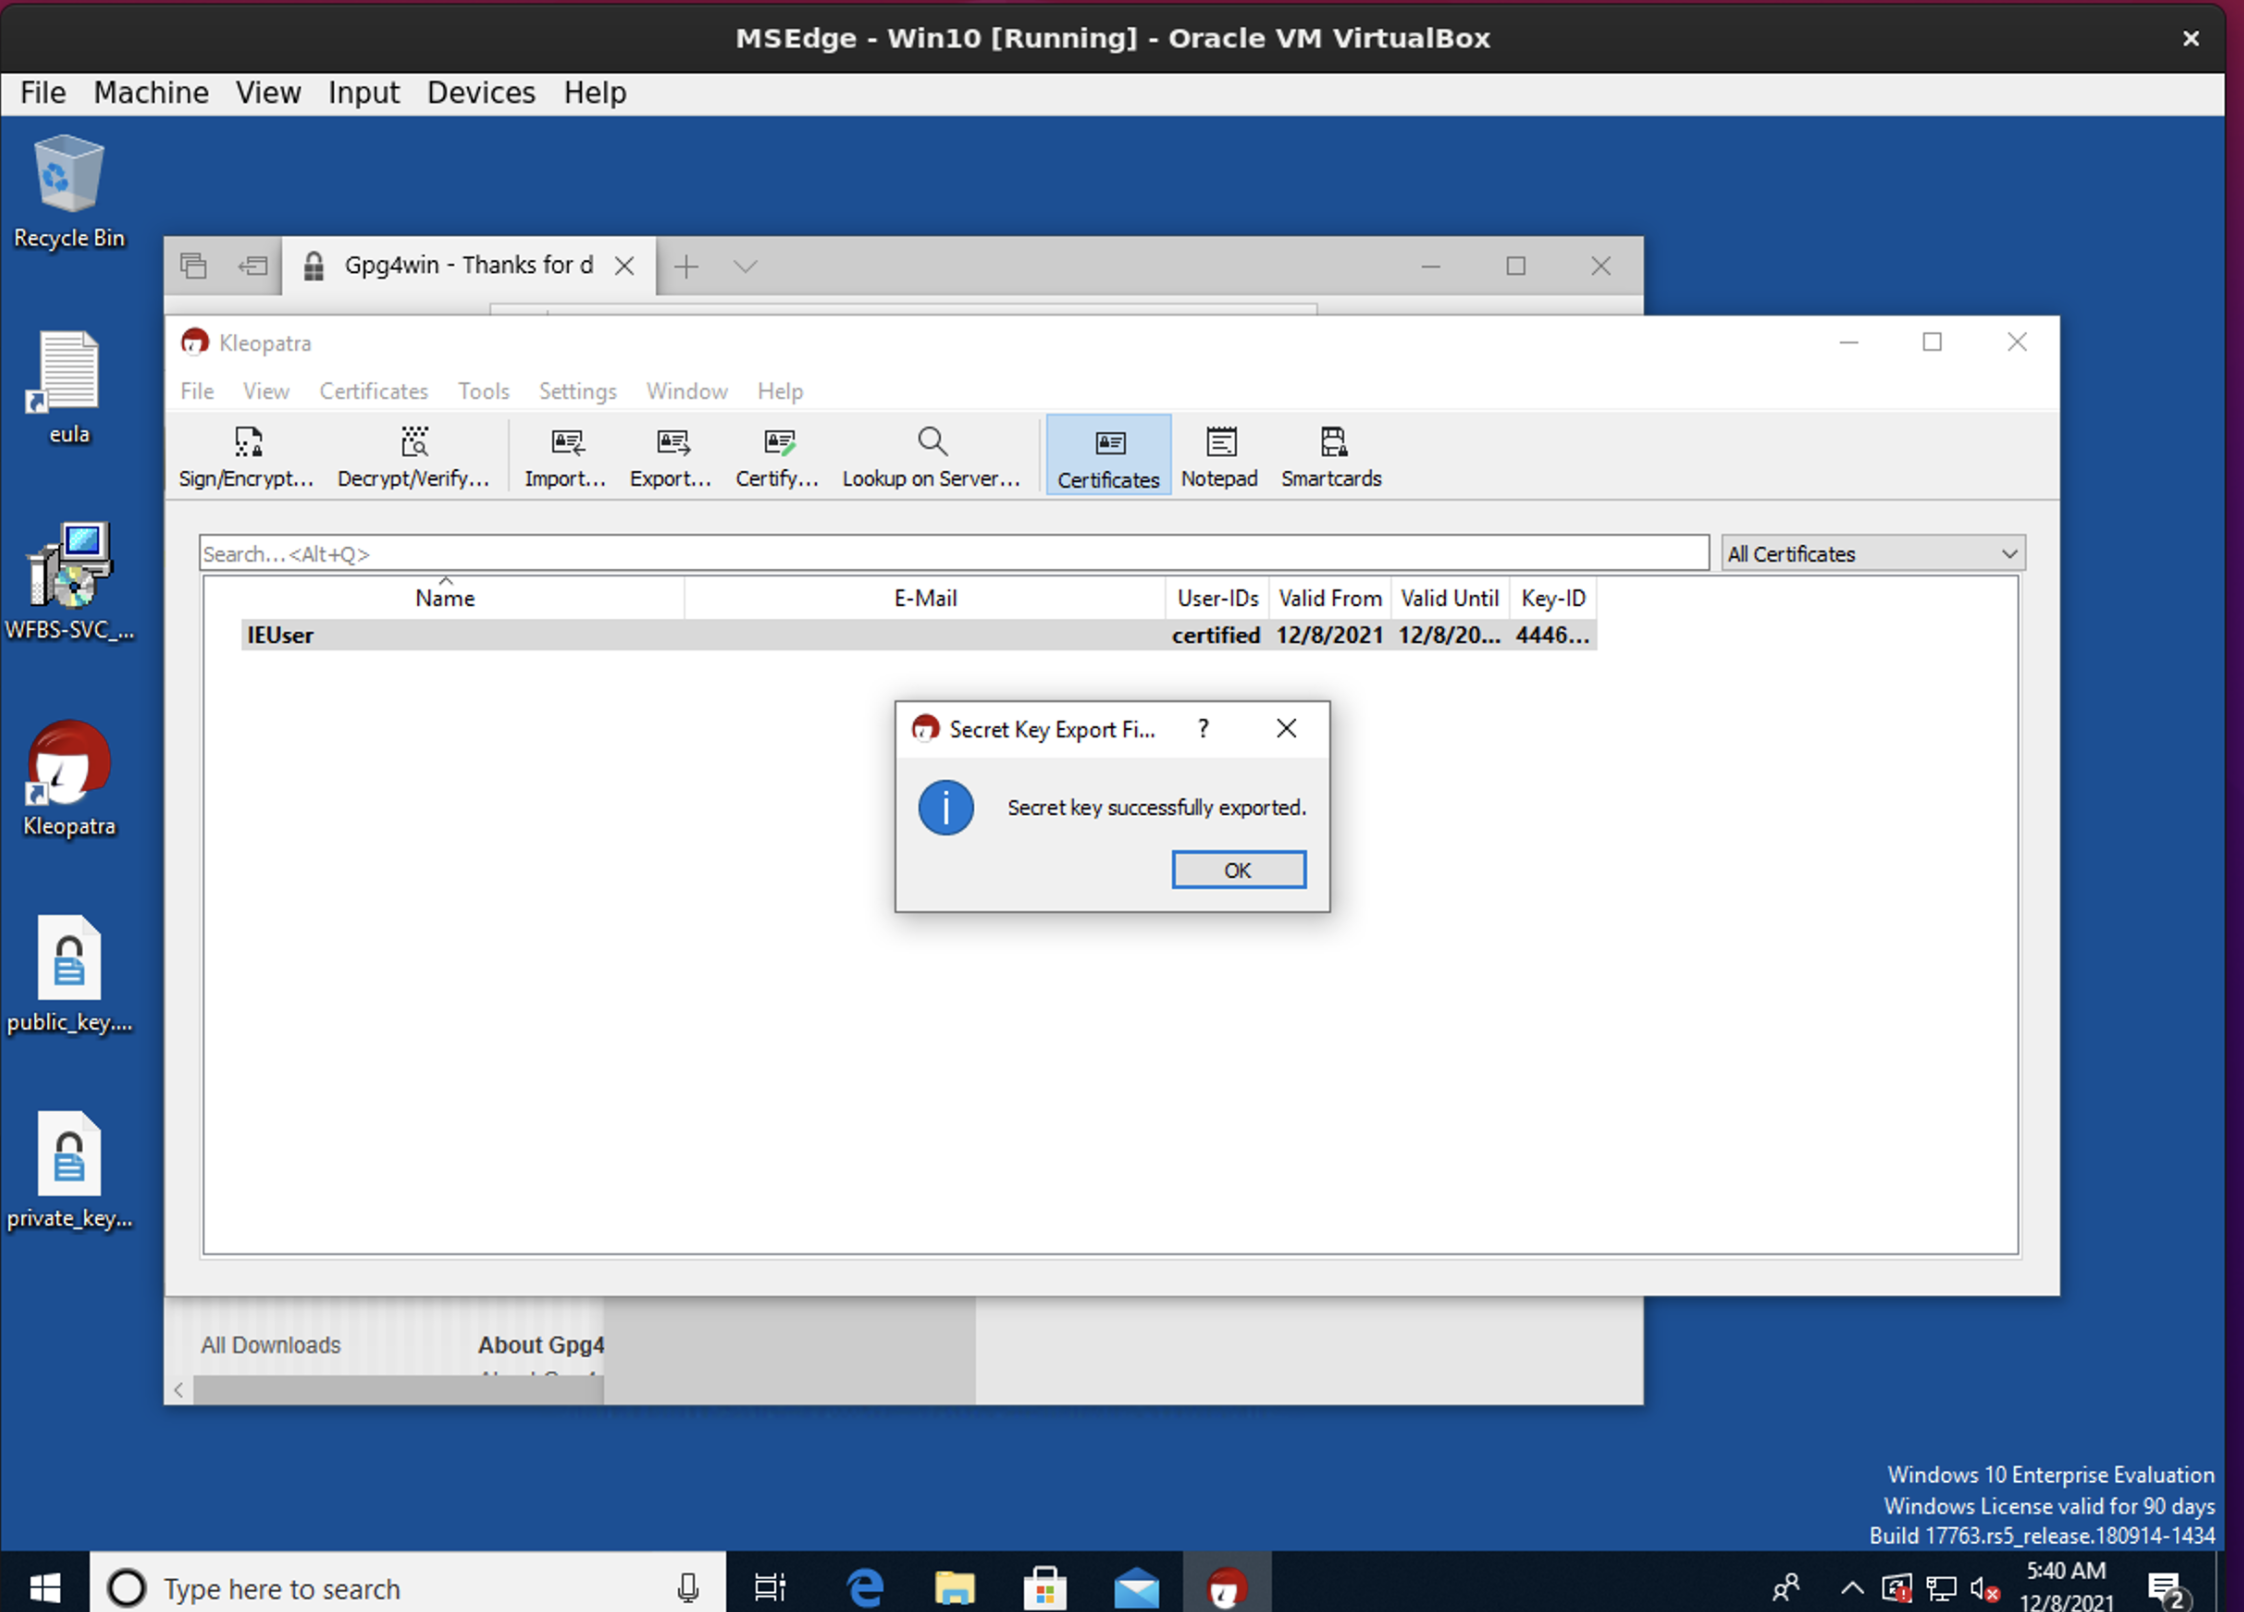 MSEdge - Win10 [Running] - Oracle VM VirtualBox
File Machine View Input Devices Help
Recycle Bin
Gpg4win - Thanks for d
Kleopatra
File View Certificates Tools Settings Window Help
eula
Sign/Encrypt... Decrypt/Verify... Import... Export... Certify... Lookup on Server... Certificates Notepad Smartcards
Search...<Alt+Q> All Certificates
Name E-Mail User-IDs Valid From Valid Until Key-ID
WFBS-SVC_...
IEUser certified 12/8/2021 12/8/20... 4446...
Secret Key Export Fi... ?
Secret key successfully exported.
Kleopatra
OK
public_key....
private_key...
All Downloads About Gpg4
Windows 10 Enterprise Evaluation
Windows License valid for 90 days
Build 17763.rs5_release.180914-1434
Type here to search
5:40 AM
12/8/2021
2